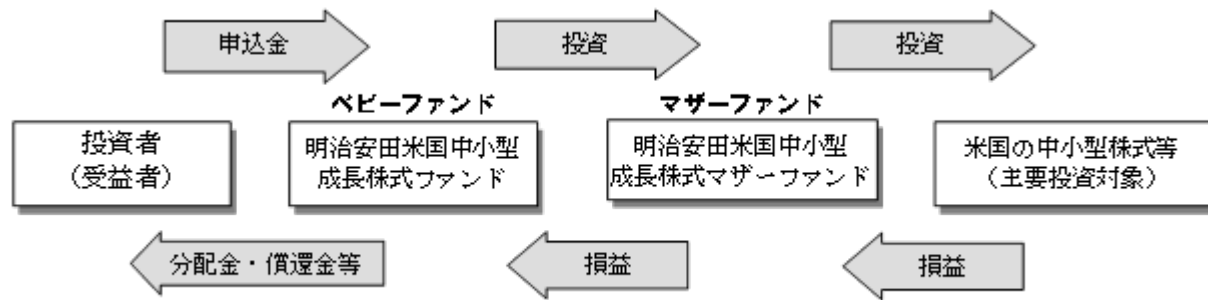 申込金
投資
投資
ベビーファンド
マザーファンド
投資者
（受益者）
明治安田米国中小型
成長株式ファンド
明治安田米国中小型
成長株式マザーファンド
米国の中小型株式等
（主要投資対象）
分配金・償還金等
損益
損益